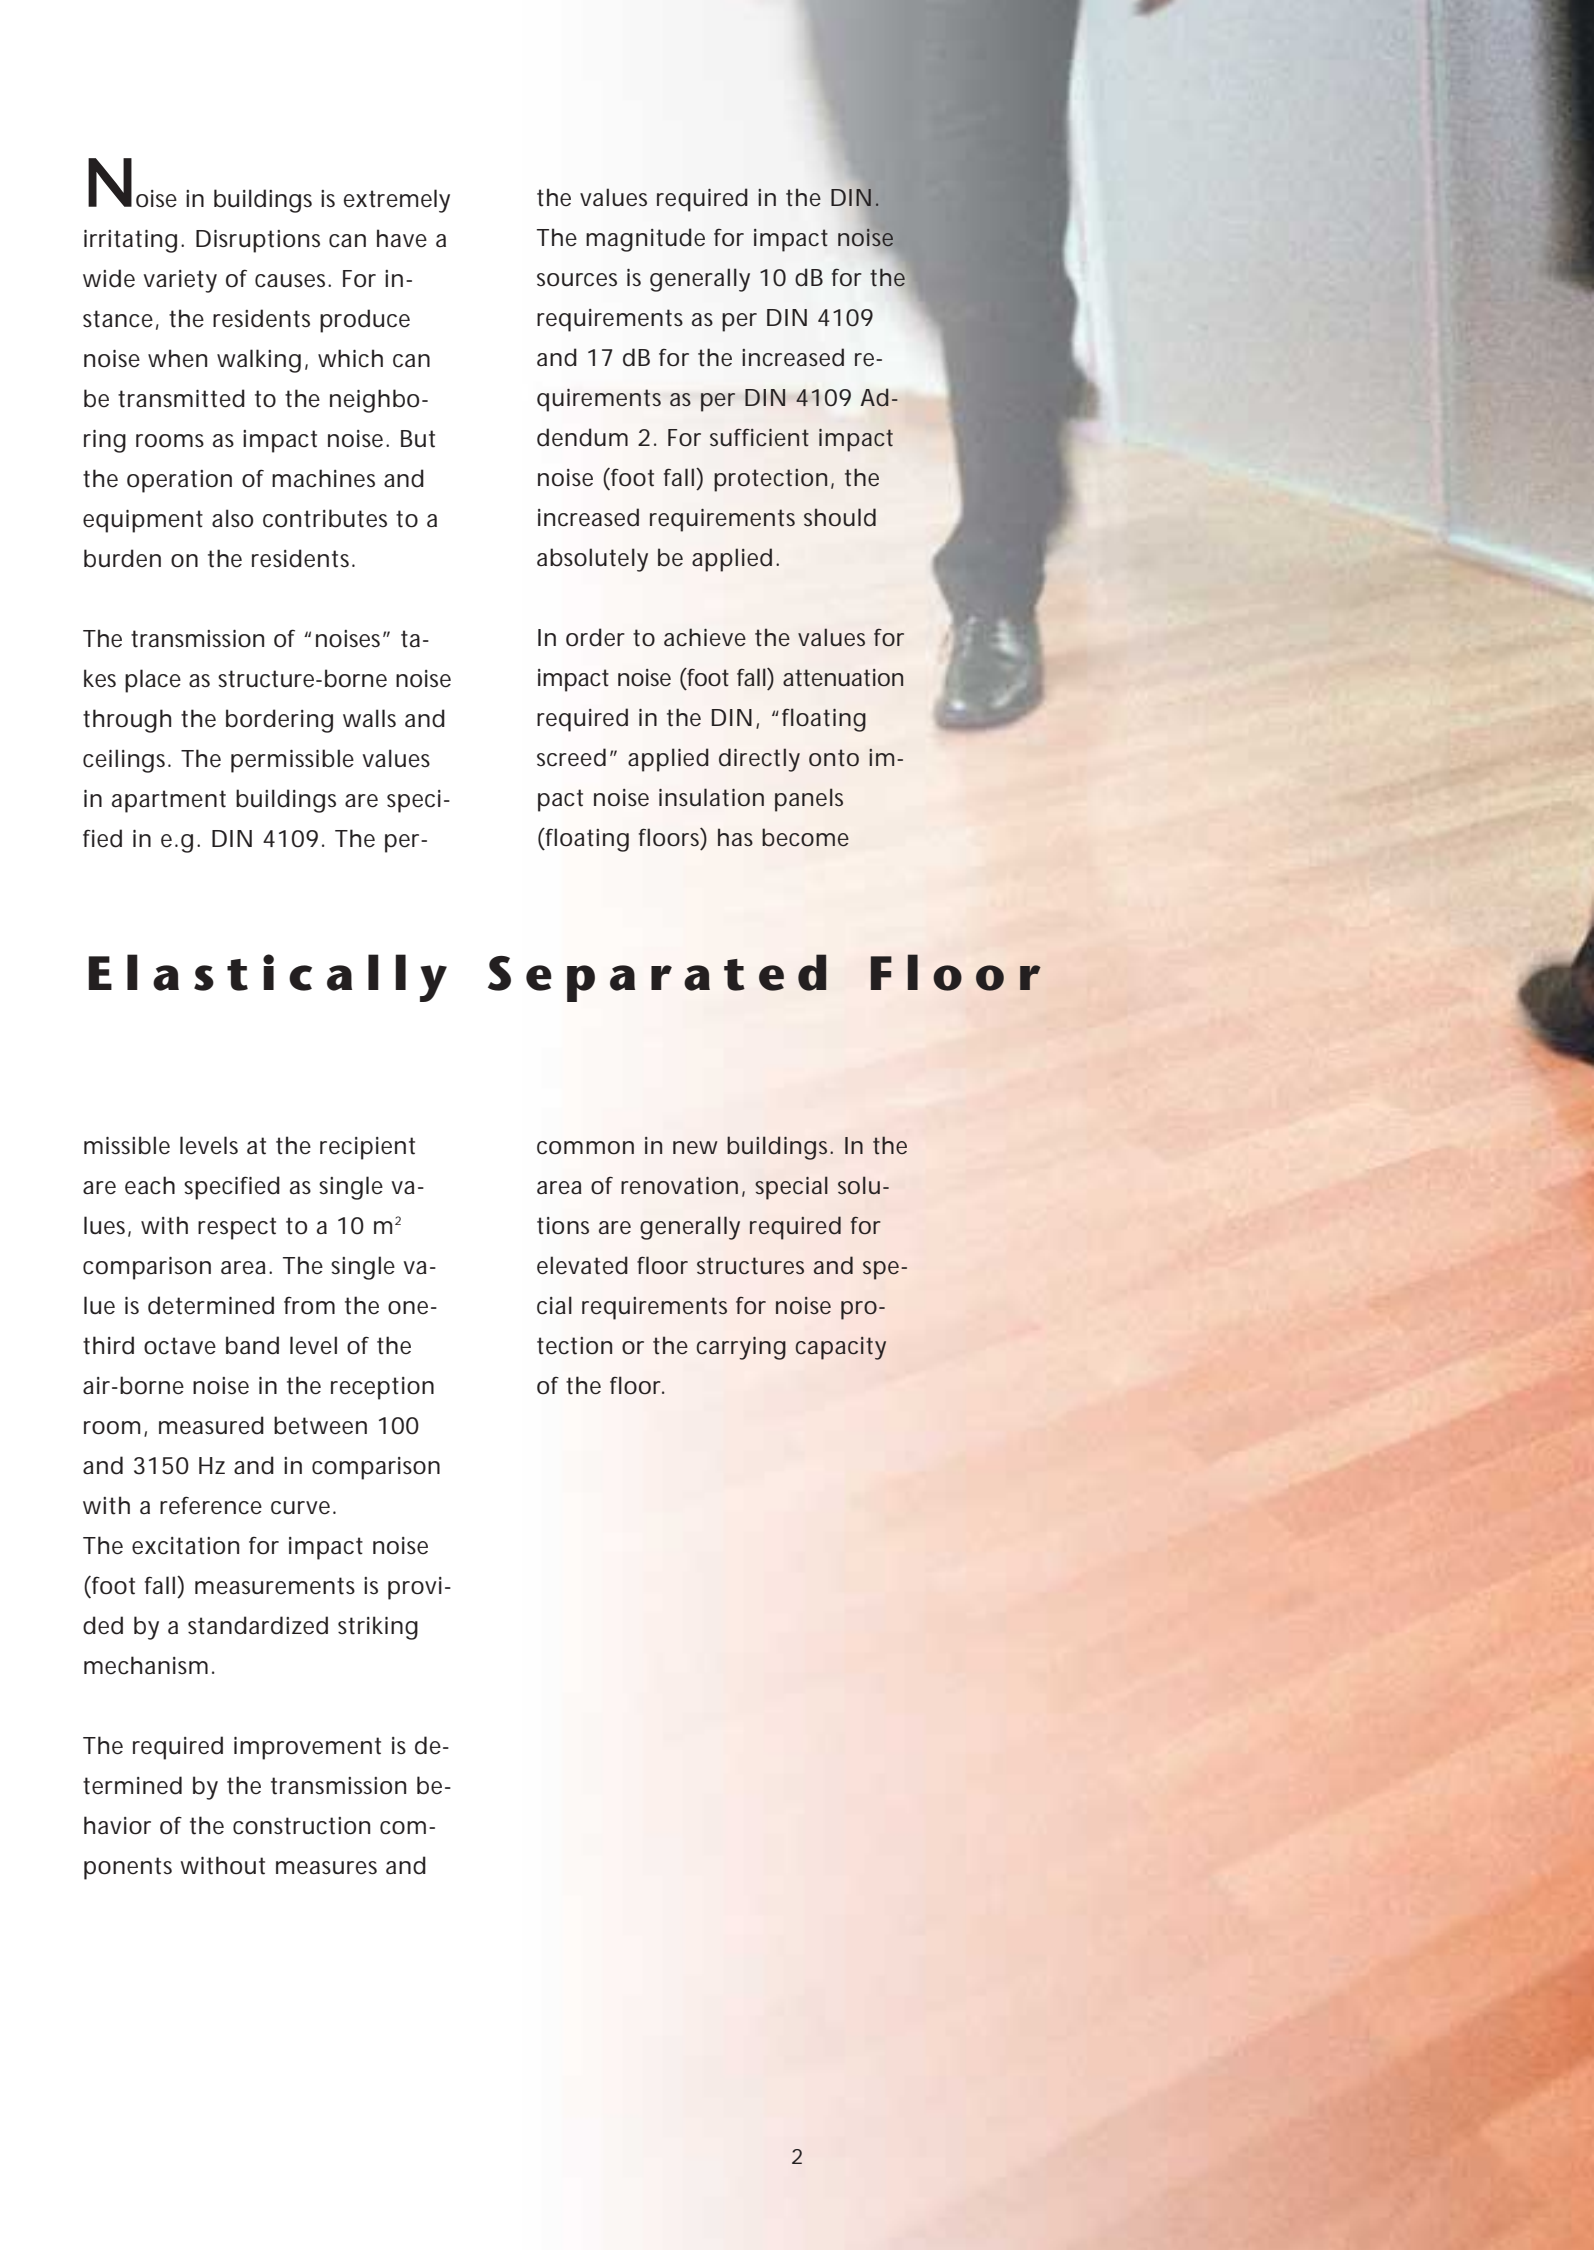 Noise in buildings is extremely
irritating. Disruptions can have a
wide variety of causes. For in-
stance, the residents produce
noise when walking, which can
be transmitted to the neighbo-
ring rooms as impact noise. But
the operation of machines and
equipment also contributes to a
burden on the residents.
The transmission of “noises” ta-
kes place as structure-borne noise
through the bordering walls and
ceilings. The permissible values
in apartment buildings are speci-
fied in e.g. DIN 4109. The per-
missible levels at the recipient
are each specified as single va-
lues, with respect to a 10 m²
comparison area. The single va-
lue is determined from the one-
third octave band level of the
air-borne noise in the reception
room, measured between 100
and 3150 Hz and in comparison
with a reference curve.
The excitation for impact noise
(foot fall) measurements is provi-
ded by a standardized striking
mechanism.
The required improvement is de-
termined by the transmission be-
havior of the construction com-
ponents without measures and
the values required in the DIN.
The magnitude for impact noise
sources is generally 10 dB for the
requirements as per DIN 4109
and 17 dB for the increased re-
quirements as per DIN 4109 Ad-
dendum 2. For sufficient impact
noise (foot fall) protection, the
increased requirements should
absolutely be applied.
In order to achieve the values for
impact noise (foot fall) attenuation
required in the DIN, “floating
screed” applied directly onto im-
pact noise insulation panels
(floating floors) has become
common in new buildings. In the
area of renovation, special solu-
tions are generally required for
elevated floor structures and spe-
cial requirements for noise pro-
tection or the carrying capacity
of the floor.
Elastically Separated Floor
2